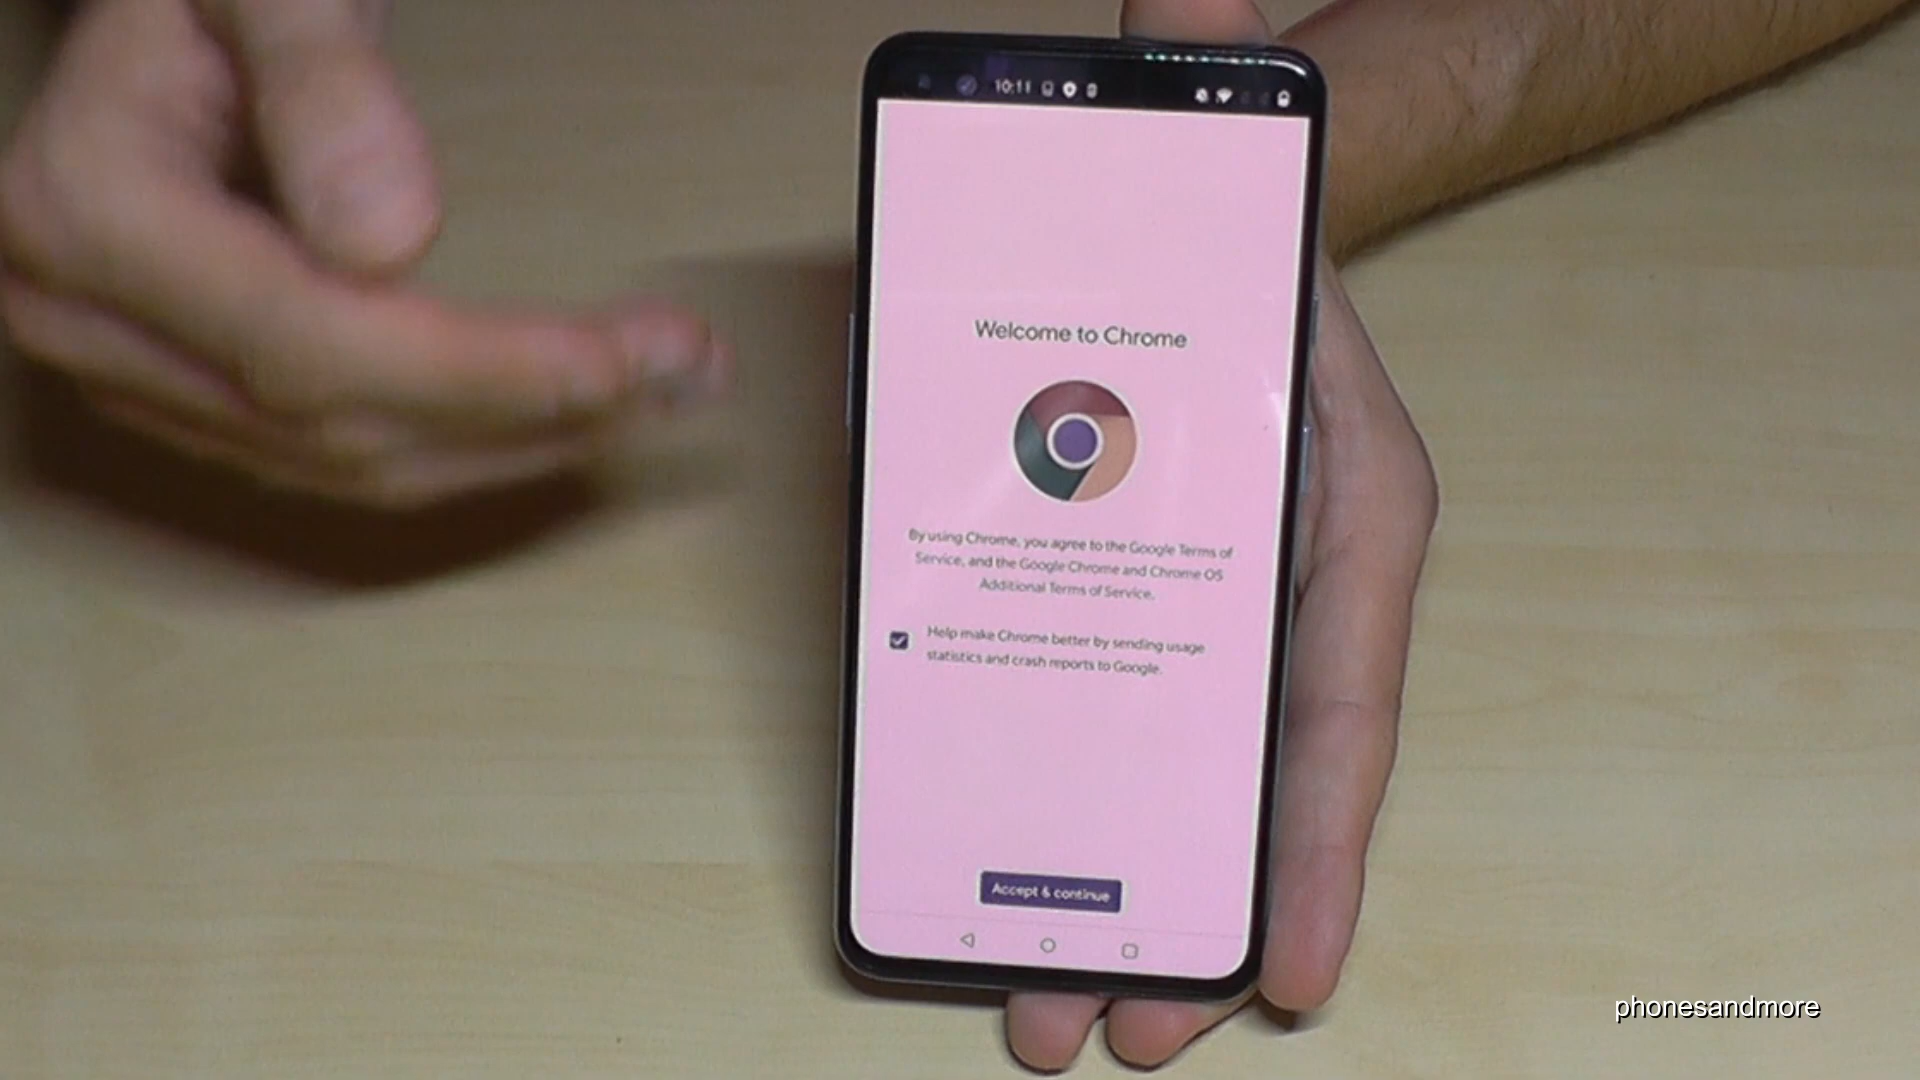 10:11
Welcome to Chrome
By using Chrome, you agree to the Google Terms of
Service, and the Google Chrome and Chrome OS
Additional Terms of Service.
Help make Chrome better by sending usage
statistics and crash reports to Google.
Accept & continue
phonesandmore